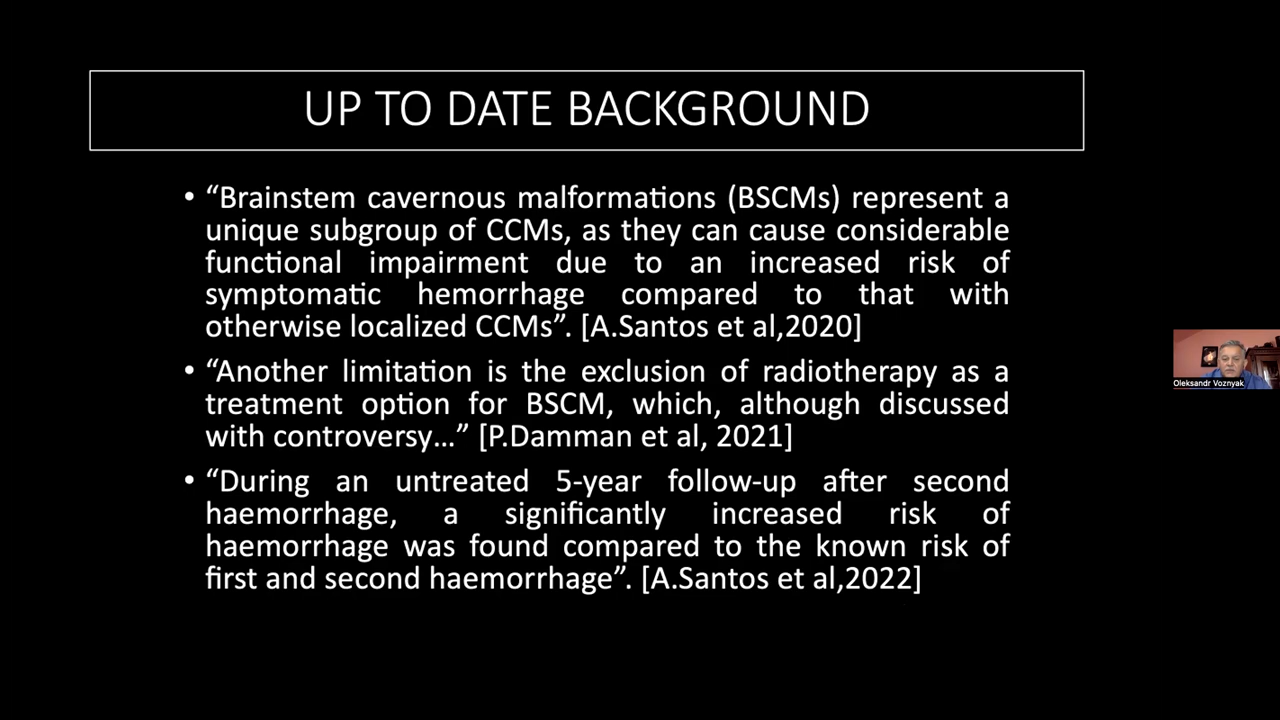 UP TO DATE BACKGROUND
• “Brainstem cavernous malformations (BSCMs) represent a
unique subgroup of CCMs, as they can cause considerable
functional impairment due to an increased risk of
symptomatic hemorrhage compared to that with
otherwise localized CCMs”. [A.Santos et al,2020]
• “Another limitation is the exclusion of radiotherapy as a
treatment option for BSCM, which, although discussed
with controversy…” [P.Damman et al, 2021]
• “During an untreated 5-year follow-up after second
haemorrhage, a significantly increased risk of
haemorrhage was found compared to the known risk of
first and second haemorrhage”. [A.Santos et al,2022]
Oleksandr Voznyak